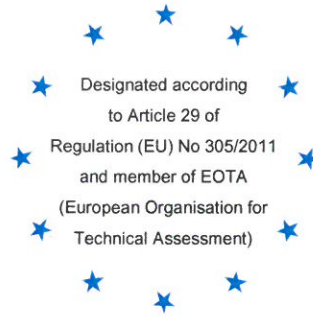 Designated according
to Article 29 of
Regulation (EU) No 305/2011
and member of EOTA
(European Organisation for
Technical Assessment)